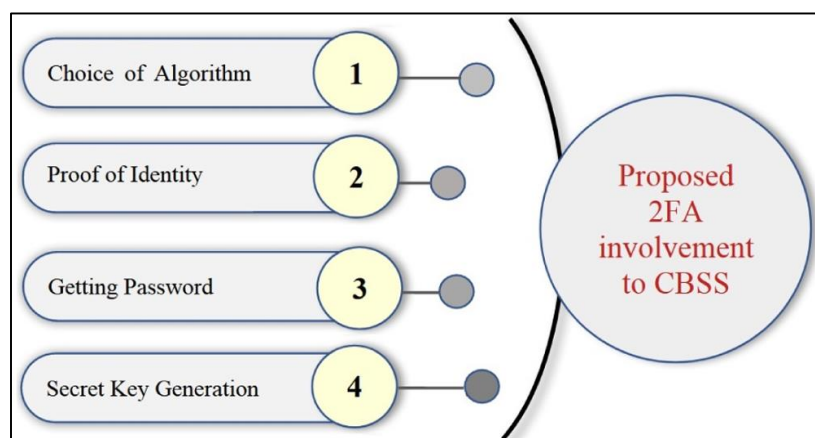 Choice of Algorithm
1
Proof of Identity
2
Getting Password
3
Secret Key Generation
4
Proposed
2FA
involvement
to CBSS